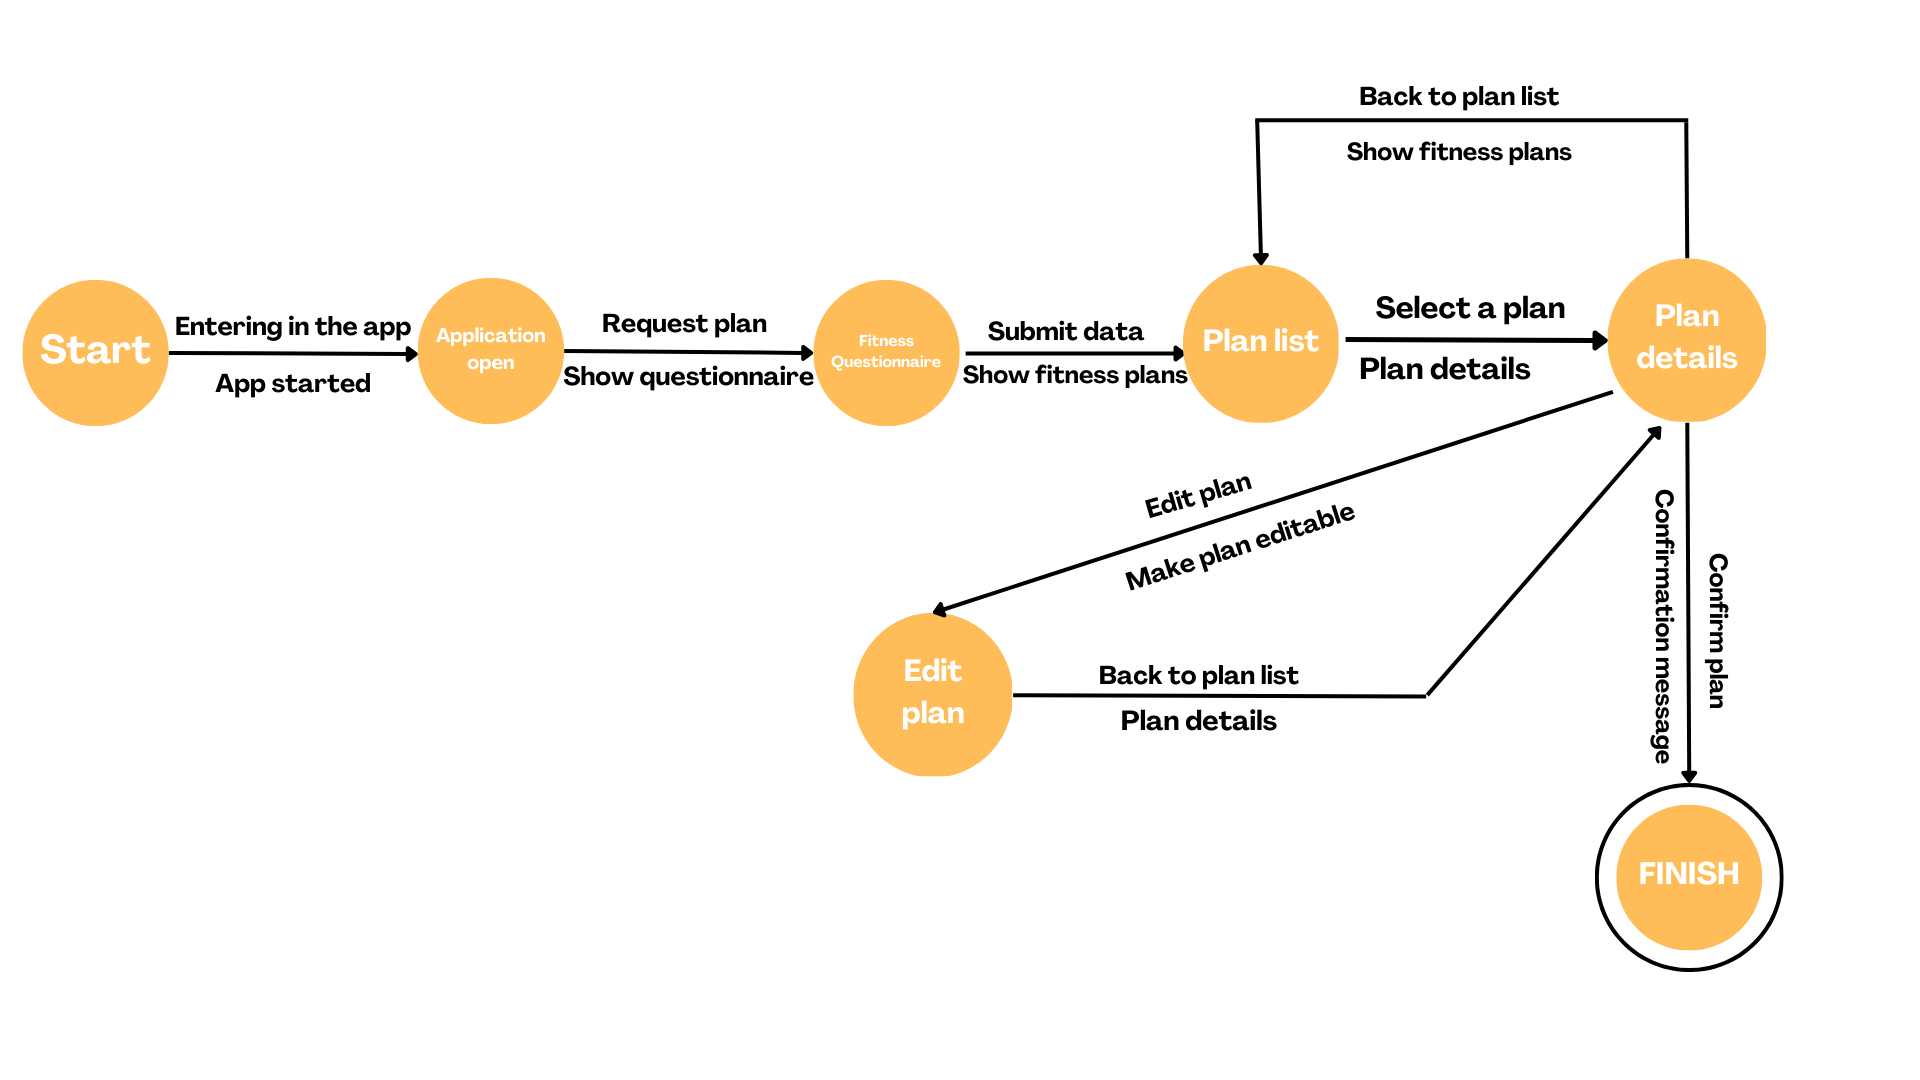 Back to plan list
Show fitness plans
Start
Entering in the app
App started
Application
open
Request plan
Show questionnaire
Fitness
Questionnaire
Submit data
Show fitness plans
Plan list
Select a plan
Plan details
Plan
details
Edit plan
Make plan editable
Edit
plan
Back to plan list
Plan details
Confirmation message
Confirm plan
FINISH